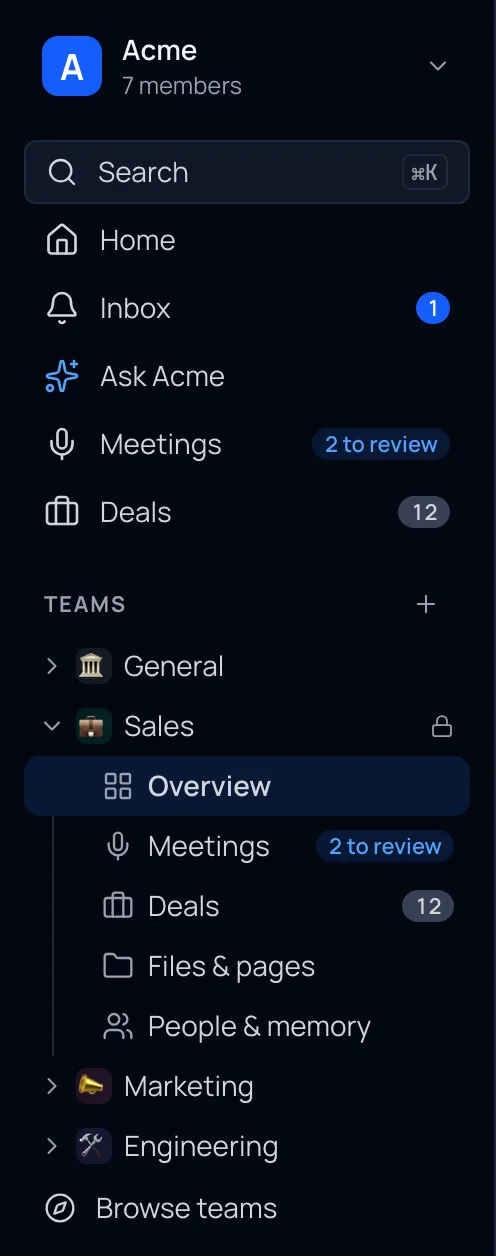 A
Acme
7 members
Search ⌘K
Home
Inbox 1
Ask Acme
Meetings 2 to review
Deals 12
TEAMS
General
Sales
Overview
Meetings 2 to review
Deals 12
Files & pages
People & memory
Marketing
Engineering
Browse teams